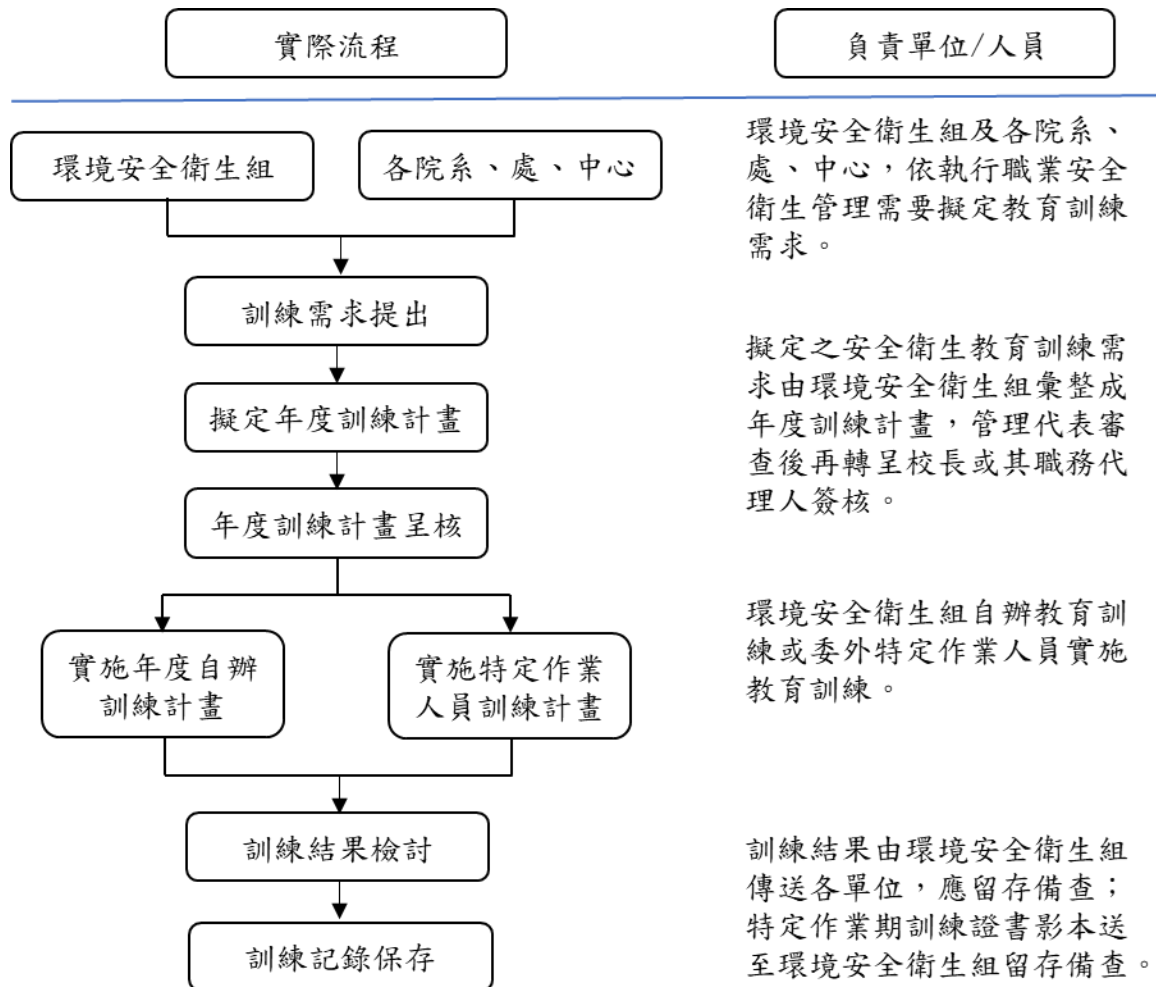 實際流程
負責單位/人員
環境安全衛生組
各院系、處、中心
環境安全衛生組及各院系、
處、中心，依執行職業安全
衛生管理需要擬定教育訓練
需求。
訓練需求提出
擬定年度訓練計畫
擬定之安全衛生教育訓練需
求由環境安全衛生組彙整成
年度訓練計畫，管理代表審
查後再轉呈校長或其職務代
理人簽核。
年度訓練計畫呈核
實施年度自辦
訓練計畫
實施特定作業
人員訓練計畫
環境安全衛生組自辦教育訓
練或委外特定作業人員實施
教育訓練。
訓練結果檢討
訓練記錄保存
訓練結果由環境安全衛生組
傳送各單位，應留存備查；
特定作業期訓練證書影本送
至環境安全衛生組留存備查。